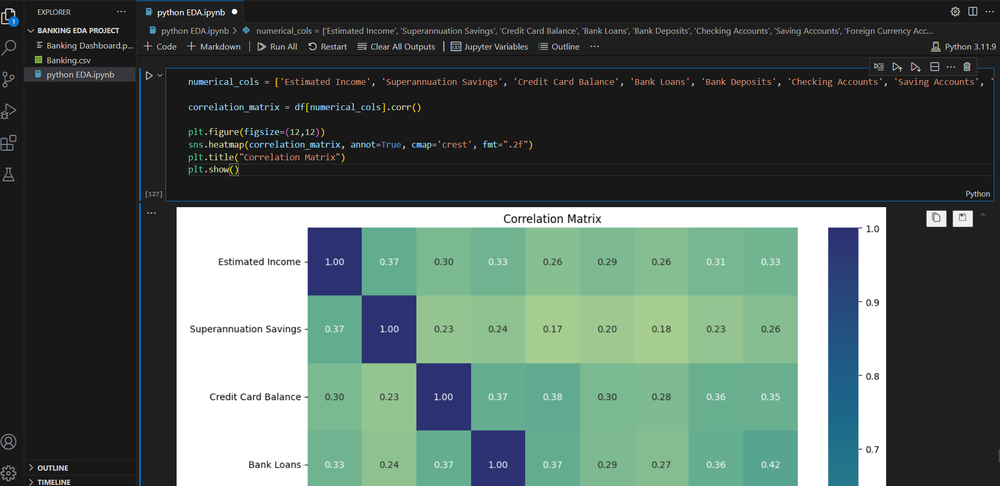 EXPLORER
1
BANKING EDA PROJECT
Banking Dashboard.p...
Banking.csv
python EDA.ipynb
OUTLINE
TIMELINE
python EDA.ipynb
python EDA.ipynb > numerical_cols = ['Estimated Income', 'Superannuation Savings', 'Credit Card Balance', 'Bank Loans', 'Bank Deposits', 'Checking Accounts', 'Saving Accounts', 'Foreign Currency Acc...
+ Code + Markdown Run All Restart Clear All Outputs Jupyter Variables Outline ... Python 3.11.9
numerical_cols = ['Estimated Income', 'Superannuation Savings', 'Credit Card Balance', 'Bank Loans', 'Bank Deposits', 'Checking Accounts', 'Saving Accounts', '
correlation_matrix = df[numerical_cols].corr()
plt.figure(figsize=(12,12))
sns.heatmap(correlation_matrix, annot=True, cmap='crest', fmt=".2f")
plt.title("Correlation Matrix")
plt.show()
[127]
Python
Correlation Matrix
Estimated Income 1.00 0.37 0.30 0.33 0.26 0.29 0.26 0.31 0.33
Superannuation Savings 0.37 1.00 0.23 0.24 0.17 0.20 0.18 0.23 0.26
Credit Card Balance 0.30 0.23 1.00 0.37 0.38 0.30 0.28 0.36 0.35
Bank Loans 0.33 0.24 0.37 1.00 0.37 0.29 0.27 0.36 0.42
1.0
0.9
0.8
0.7